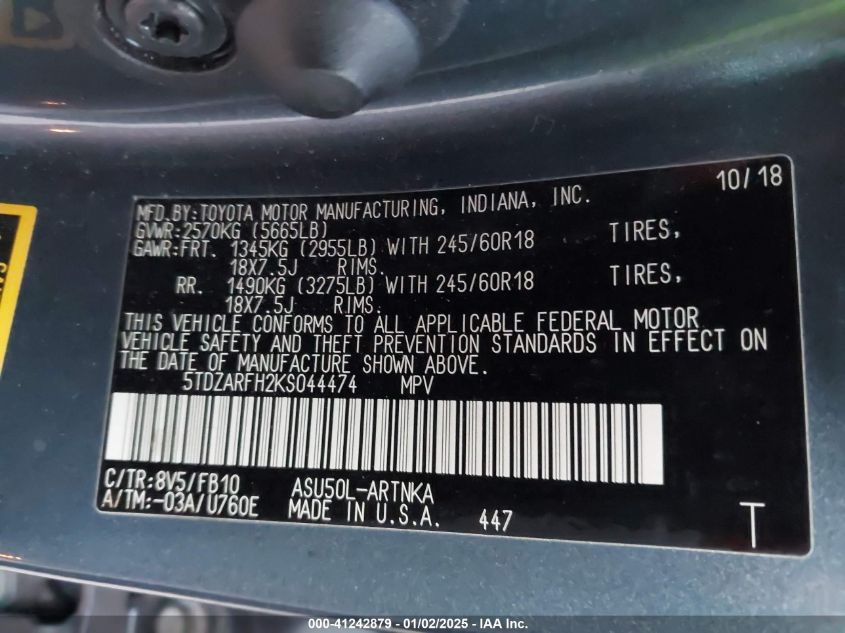 10/18
MFD.BY:TOYOTA MOTOR MANUFACTURING, INDIANA, INC.
GVWR:2570KG (5665LB)
GAWR:FRT. 1345KG (2955LB) WITH 245/60R18 TIRES,
18X7.5J RIMS.
RR. 1490KG (3275LB) WITH 245/60R18 TIRES,
18X7.5J RIMS.
THIS VEHICLE CONFORMS TO ALL APPLICABLE FEDERAL MOTOR
VEHICLE SAFETY AND THEFT PREVENTION STANDARDS IN EFFECT ON
THE DATE OF MANUFACTURE SHOWN ABOVE.
5TDZARFH2KS044474 MPV
C/TR:8V5/FB10 ASU50L-ARTNKA
A/TM:-03A/U760E MADE IN U.S.A. 447 T
000-41242879 - 01/02/2025 - IAA Inc.